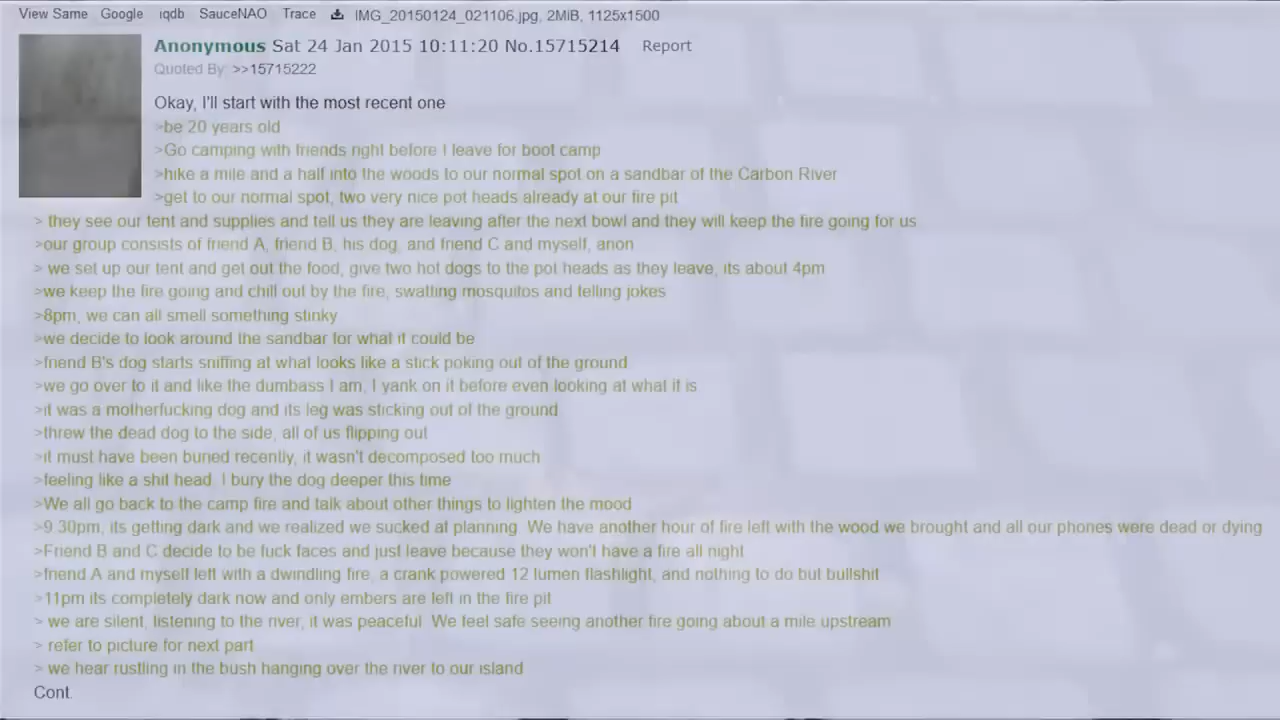 View Same Google iqdb SauceNAO Trace IMG_20150124_021106.jpg, 2MiB, 1125x1500
Anonymous Sat 24 Jan 2015 10:11:20 No.15715214 Report
Quoted By: >>15715222
Okay, I'll start with the most recent one
>be 20 years old
>Go camping with friends right before I leave for boot camp
>hike a mile and a half into the woods to our normal spot on a sandbar of the Carbon River
>get to our normal spot, two very nice pot heads already at our fire pit
> they see our tent and supplies and tell us they are leaving after the next bowl and they will keep the fire going for us
>our group consists of friend A, friend B, his dog, and friend C and myself, anon
> we set up our tent and get out the food, give two hot dogs to the pot heads as they leave, its about 4pm
>we keep the fire going and chill out by the fire, swatting mosquitos and telling jokes
>8pm, we can all smell something stinky
>we decide to look around the sandbar for what it could be
>friend B's dog starts sniffing at what looks like a stick poking out of the ground
>we go over to it and like the dumbass I am, I yank on it before even looking at what it is
>it was a motherfucking dog and its leg was sticking out of the ground
>threw the dead dog to the side, all of us flipping out
>it must have been buried recently, it wasn't decomposed too much
>feeling like a shit head, I bury the dog deeper this time
>We all go back to the camp fire and talk about other things to lighten the mood
>9:30pm, its getting dark and we realized we sucked at planning. We have another hour of fire left with the wood we brought and all our phones were dead or dying
>Friend B and C decide to be fuck faces and just leave because they won't have a fire all night
>friend A and myself left with a dwindling fire, a crank powered 12 lumen flashlight, and nothing to do but bullshit
>11pm its completely dark now and only embers are left in the fire pit
> we are silent, listening to the river, it was peaceful. We feel safe seeing another fire going about a mile upstream
> refer to picture for next part
> we hear rustling in the bush hanging over the river to our island
Cont.